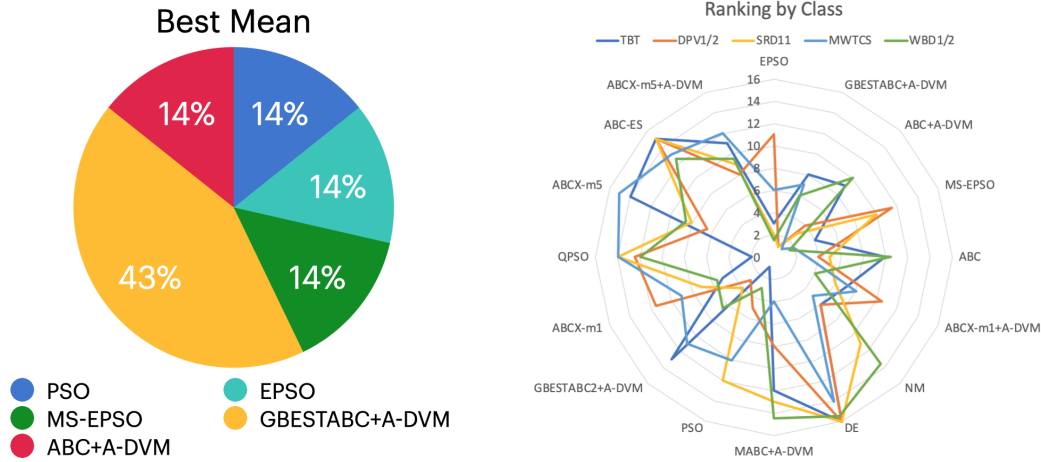 Best Mean
14%
14%
14%
14%
43%
PSO
EPSO
MS-EPSO
GBESTABC+A-DVM
ABC+A-DVM
Ranking by Class
TBT DPV1/2 SRD11 MWTCS WBD1/2
EPSO
GBESTABC+A-DVM
ABC+A-DVM
MS-EPSO
ABC
ABCX-m1+A-DVM
NM
DE
MABC+A-DVM
PSO
GBESTABC2+A-DVM
ABCX-m1
QPSO
ABCX-m5
ABC-ES
ABCX-m5+A-DVM
16
14
12
10
8
6
4
2
0